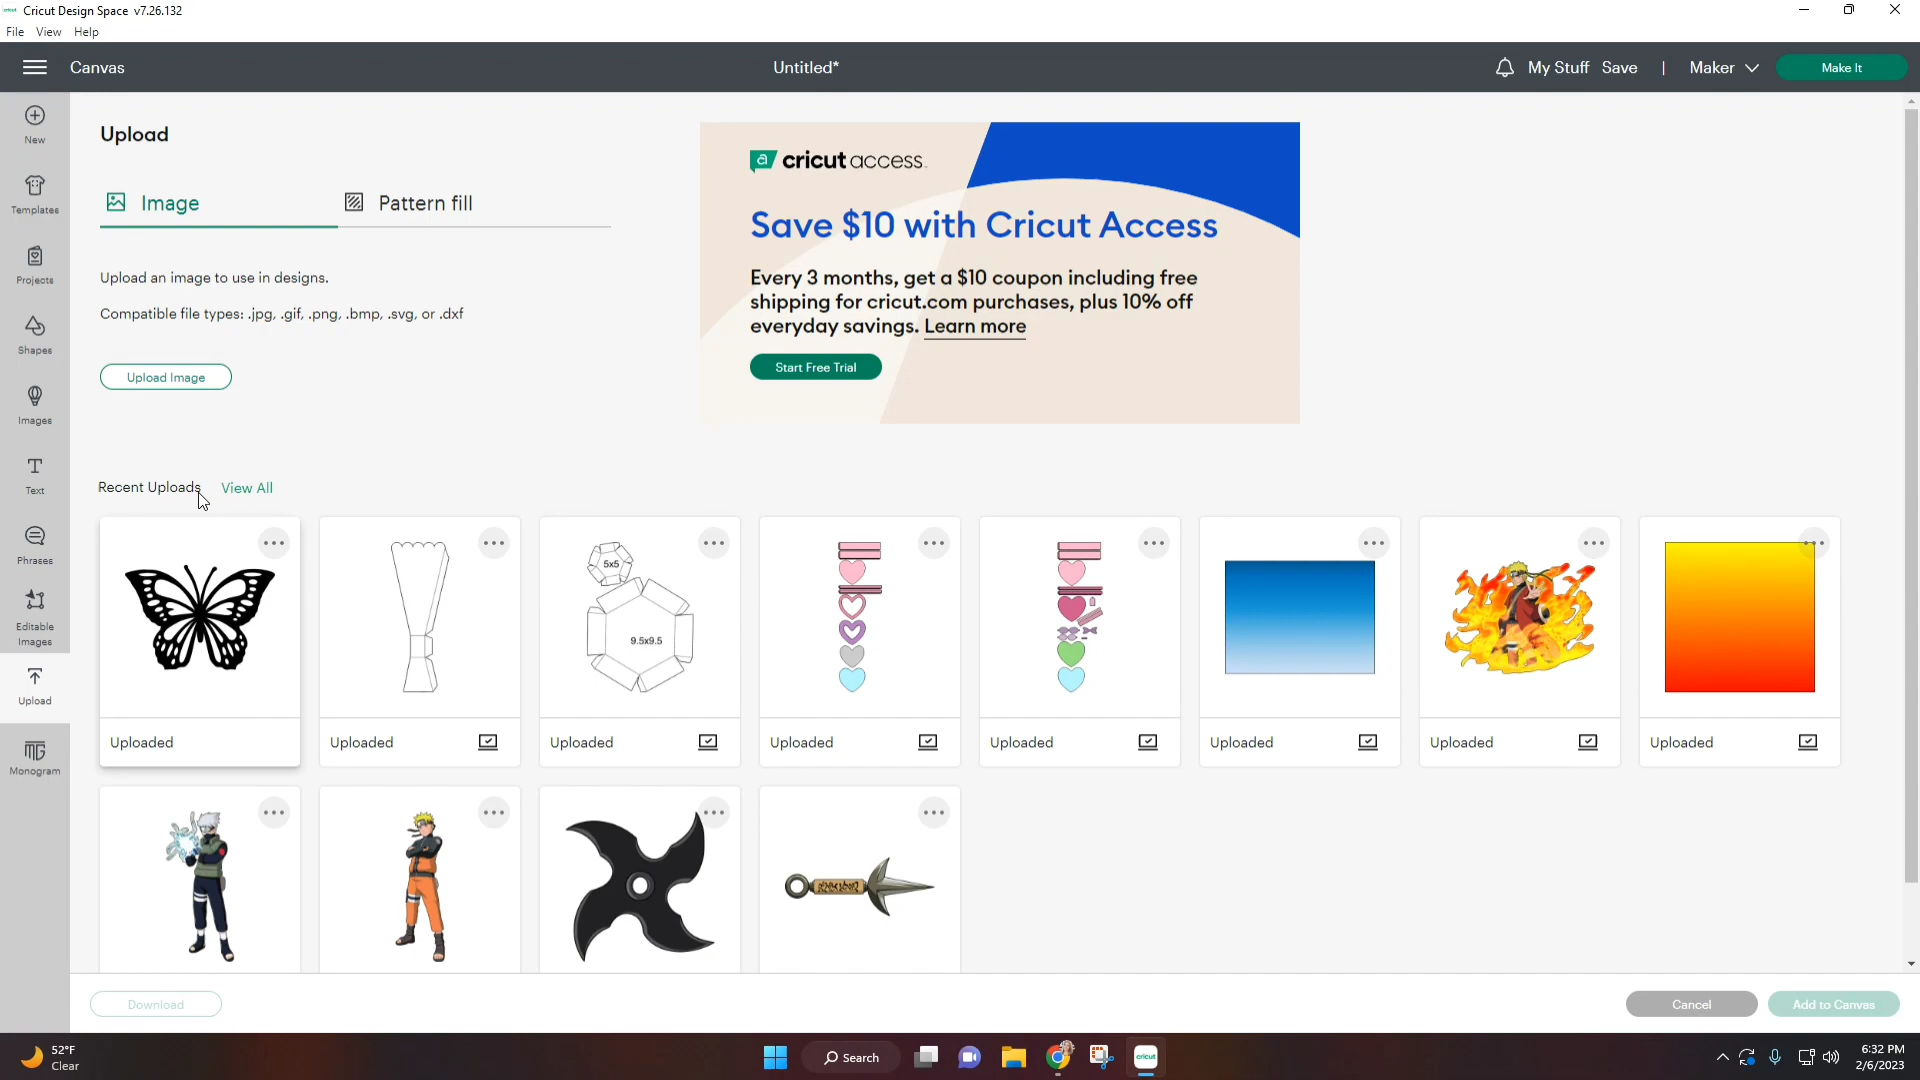 cricut Cricut Design Space v7.26.132
File View Help
Canvas
Untitled*
My Stuff Save | Maker
Make It
New
Templates
Projects
Shapes
Images
Text
Phrases
Editable
Images
Upload
Monogram
Upload
Image
Pattern fill
Upload an image to use in designs.
Compatible file types: .jpg, .gif, .png, .bmp, .svg, or .dxf
Upload Image
a cricut access
Save $10 with Cricut Access
Every 3 months, get a $10 coupon including free
shipping for cricut.com purchases, plus 10% off
everyday savings. Learn more
Start Free Trial
Recent Uploads View All
5x5
9.5x9.5
Uploaded
Uploaded
Uploaded
Uploaded
Uploaded
Uploaded
Uploaded
Uploaded
Download
Cancel
Add to Canvas
52°F
Clear
Search
cricut
6:32 PM
2/6/2023